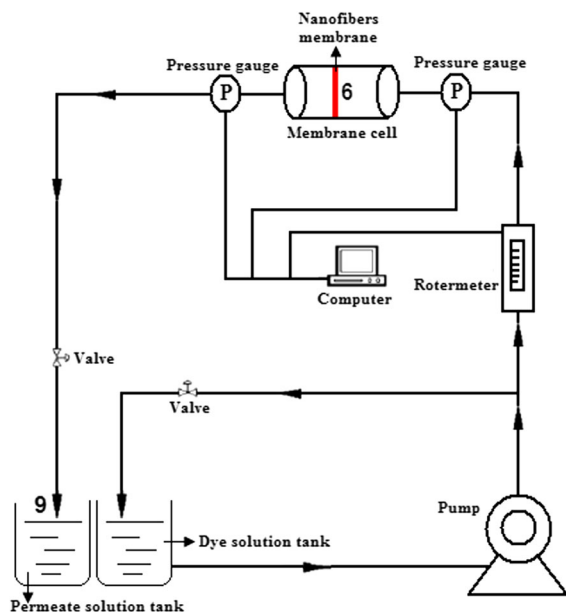 Nanofibers
membrane
Pressure gauge
Pressure gauge
P
6
P
Membrane cell
Computer
Rotermeter
Valve
Valve
9
Pump
Dye solution tank
Permeate solution tank